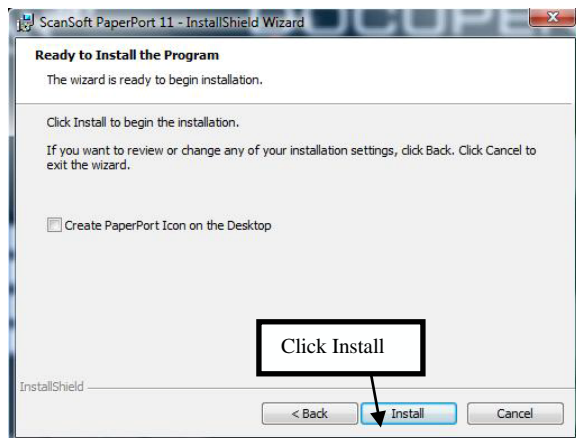 ScanSoft PaperPort 11 - InstallShield Wizard
Ready to Install the Program
The wizard is ready to begin installation.
Click Install to begin the installation.
If you want to review or change any of your installation settings, click Back. Click Cancel to
exit the wizard.
Create PaperPort Icon on the Desktop
Click Install
InstallShield
< Back
Install
Cancel